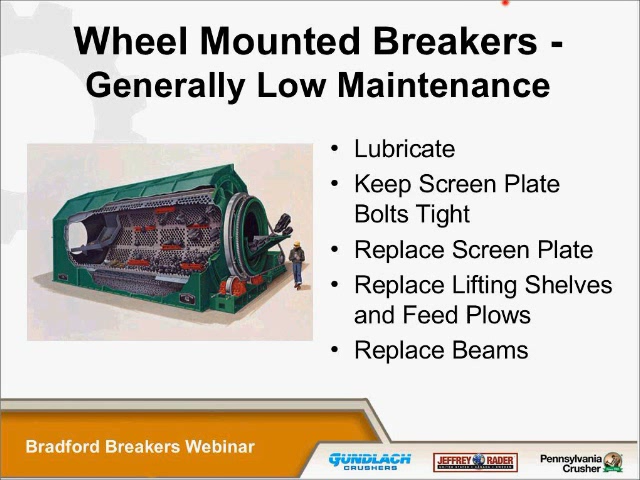 Wheel Mounted Breakers -
Generally Low Maintenance
• Lubricate
• Keep Screen Plate
Bolts Tight
• Replace Screen Plate
• Replace Lifting Shelves
and Feed Plows
• Replace Beams
Bradford Breakers Webinar
GUNDLACH
CRUSHERS
JEFFREY RADER
Pennsylvania
Crusher